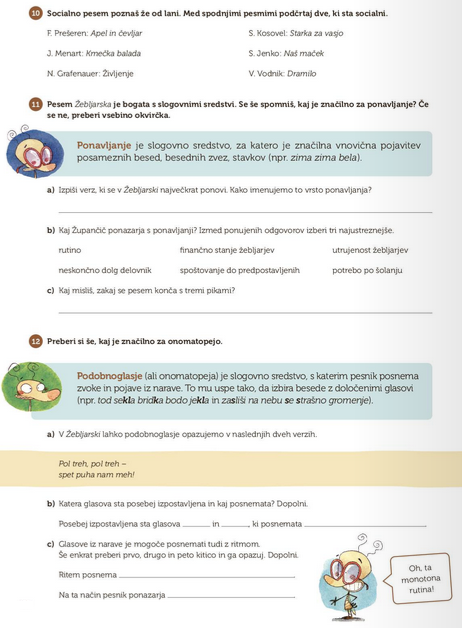 10 Socialno pesem poznaš že od lani. Med spodnjimi pesmimi podčrtaj dve, ki sta socialni.
F. Prešeren: Apel in čevljar
S. Kosovel: Starka za vasjo
J. Menart: Kmečka balada
S. Jenko: Naš maček
N. Grafenauer: Življenje
V. Vodnik: Dramilo
11 Pesem Žebljarska je bogata s slogovnimi sredstvi. Se še spomniš, kaj je značilno za ponavljanje? Če
se ne, preberi vsebino okvirčka.
Ponavljanje je slogovno sredstvo, za katero je značilna vnovična pojavitev
posameznih besed, besednih zvez, stavkov (npr. zima zima bela).
a) Izpiši verz, ki se v Žebljarski največkrat ponovi. Kako imenujemo to vrsto ponavljanja?
b) Kaj Župančič ponazarja s ponavljanji? Izmed ponujenih odgovorov izberi tri najustreznejše.
rutino
finančno stanje žebljarjev
utrujenost žebljarjev
neskončno dolg delovnik
spoštovanje do predpostavljenih
potrebo po šolanju
c) Kaj misliš, zakaj se pesem konča s tremi pikami?
12 Preberi si še, kaj je značilno za onomatopejo.
Podobnoglasje (ali onomatopeja) je slogovno sredstvo, s katerim pesnik posnema
zvoke in pojave iz narave. To mu uspe tako, da izbira besede z določenimi glasovi
(npr. tod sekla bridka bodo jekla in zasliši na nebu se strašno gromenje).
a) V Žebljarski lahko podobnoglasje opazujemo v naslednjih dveh verzih.
Pol treh, pol treh –
spet puha nam meh!
b) Katera glasova sta posebej izpostavljena in kaj posnemata? Dopolni.
Posebej izpostavljena sta glasova ______ in ______, ki posnemata ______.
c) Glasove iz narave je mogoče posnemati tudi z ritmom.
Še enkrat preberi prvo, drugo in peto kitico in ga opazuj. Dopolni.
Ritem posnema ______.
Na ta način pesnik ponazarja ______.
Oh, ta
monotona
rutina!